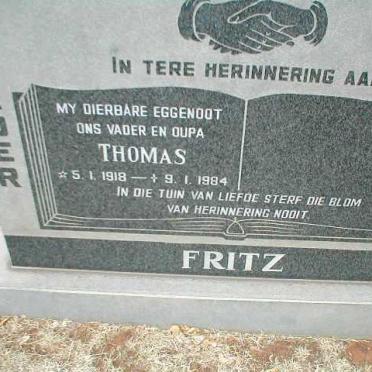 IN TERE HERINNERING AA
MY DIERBARE EGGENOOT
ONS VADER EN OUPA
THOMAS
☆ 5. 1. 1918 — ✝ 9. 1. 1984
IN DIE TUIN VAN LIEFDE STERF DIE BLOM
VAN HERINNERING NOOIT.
FRITZ